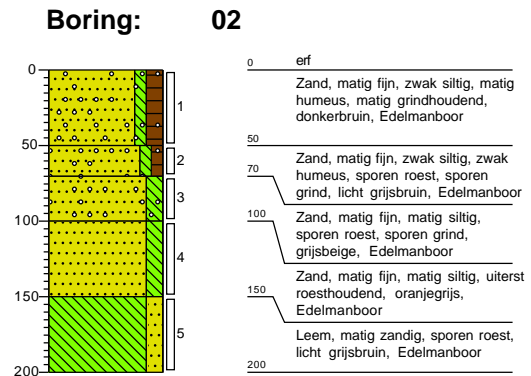 Boring: 02
0
50
100
150
200
1
2
3
4
5
0 erf
Zand, matig fijn, zwak siltig, matig
humeus, matig grindhoudend,
donkerbruin, Edelmanboor
50
Zand, matig fijn, zwak siltig, zwak
humeus, sporen roest, sporen
grind, licht grijsbruin, Edelmanboor
70
Zand, matig fijn, matig siltig,
sporen roest, sporen grind,
grijsbeige, Edelmanboor
100
Zand, matig fijn, matig siltig, uiterst
roesthoudend, oranjegrijs,
Edelmanboor
150
Leem, matig zandig, sporen roest,
licht grijsbruin, Edelmanboor
200